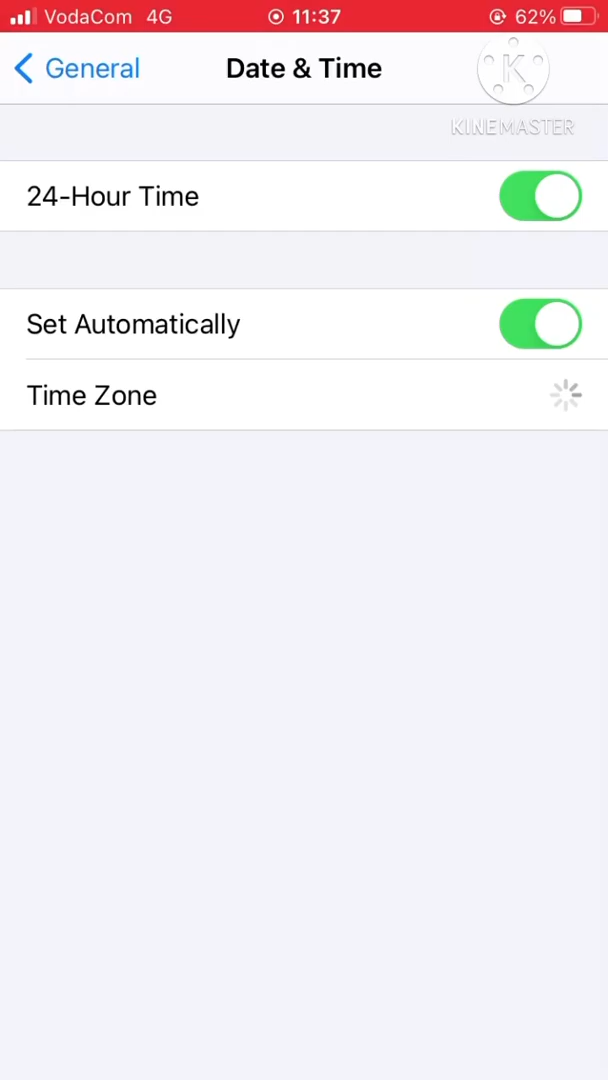 VodaCom 4G 11:37 62%
General Date & Time
K
KINEMASTER
24-Hour Time
Set Automatically
Time Zone